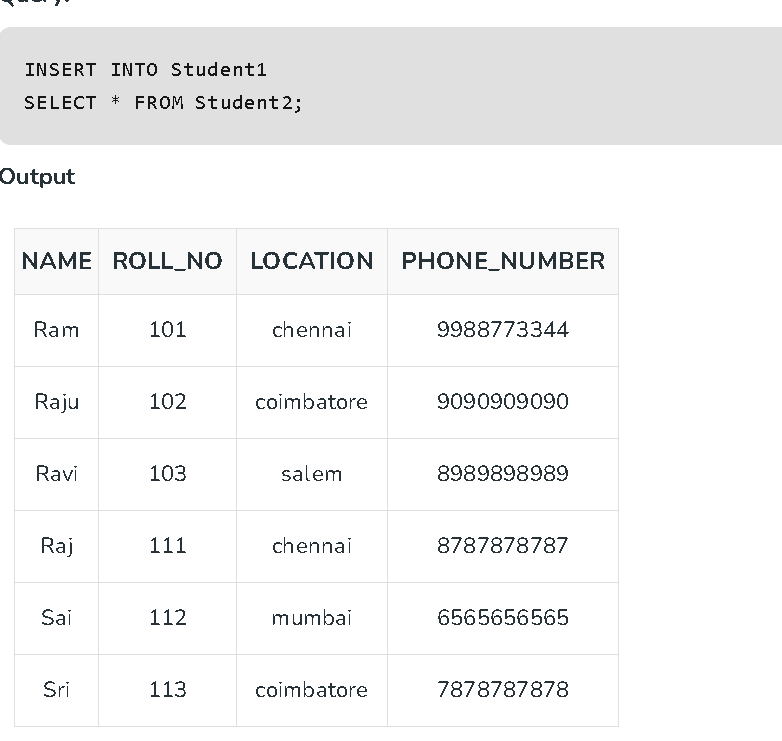 Query:
INSERT INTO Student1
SELECT * FROM Student2;
Output
NAME ROLL_NO LOCATION PHONE_NUMBER
Ram 101 chennai 9988773344
Raju 102 coimbatore 9090909090
Ravi 103 salem 8989898989
Raj 111 chennai 8787878787
Sai 112 mumbai 6565656565
Sri 113 coimbatore 7878787878